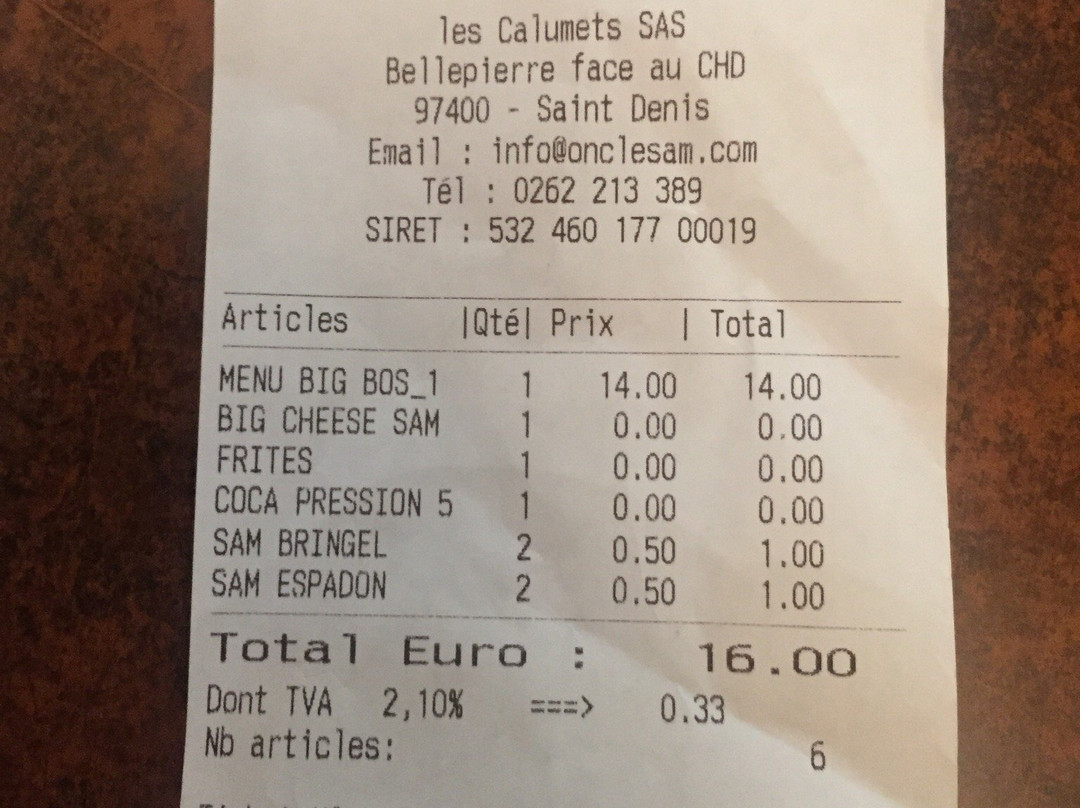 les Calumets SAS
Bellepierre face au CHD
97400 - Saint Denis
Email : info@onclesam.com
Tél : 0262 213 389
SIRET : 532 460 177 00019
Articles |Qté| Prix | Total
MENU BIG BOS_1 1 14.00 14.00
BIG CHEESE SAM 1 0.00 0.00
FRITES 1 0.00 0.00
COCA PRESSION 5 1 0.00 0.00
SAM BRINGEL 2 0.50 1.00
SAM ESPADON 2 0.50 1.00
Total Euro : 16.00
Dont TVA 2,10% ===> 0.33
Nb articles: 6